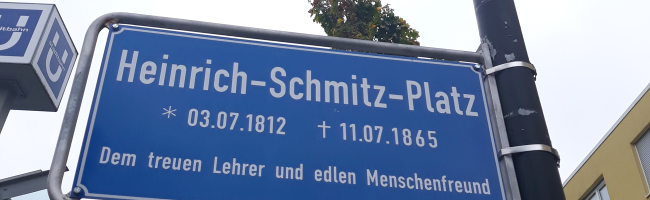 Heinrich-Schmitz-Platz
* 03.07.1812 † 11.07.1865
Dem treuen Lehrer und edlen Menschenfreund
U